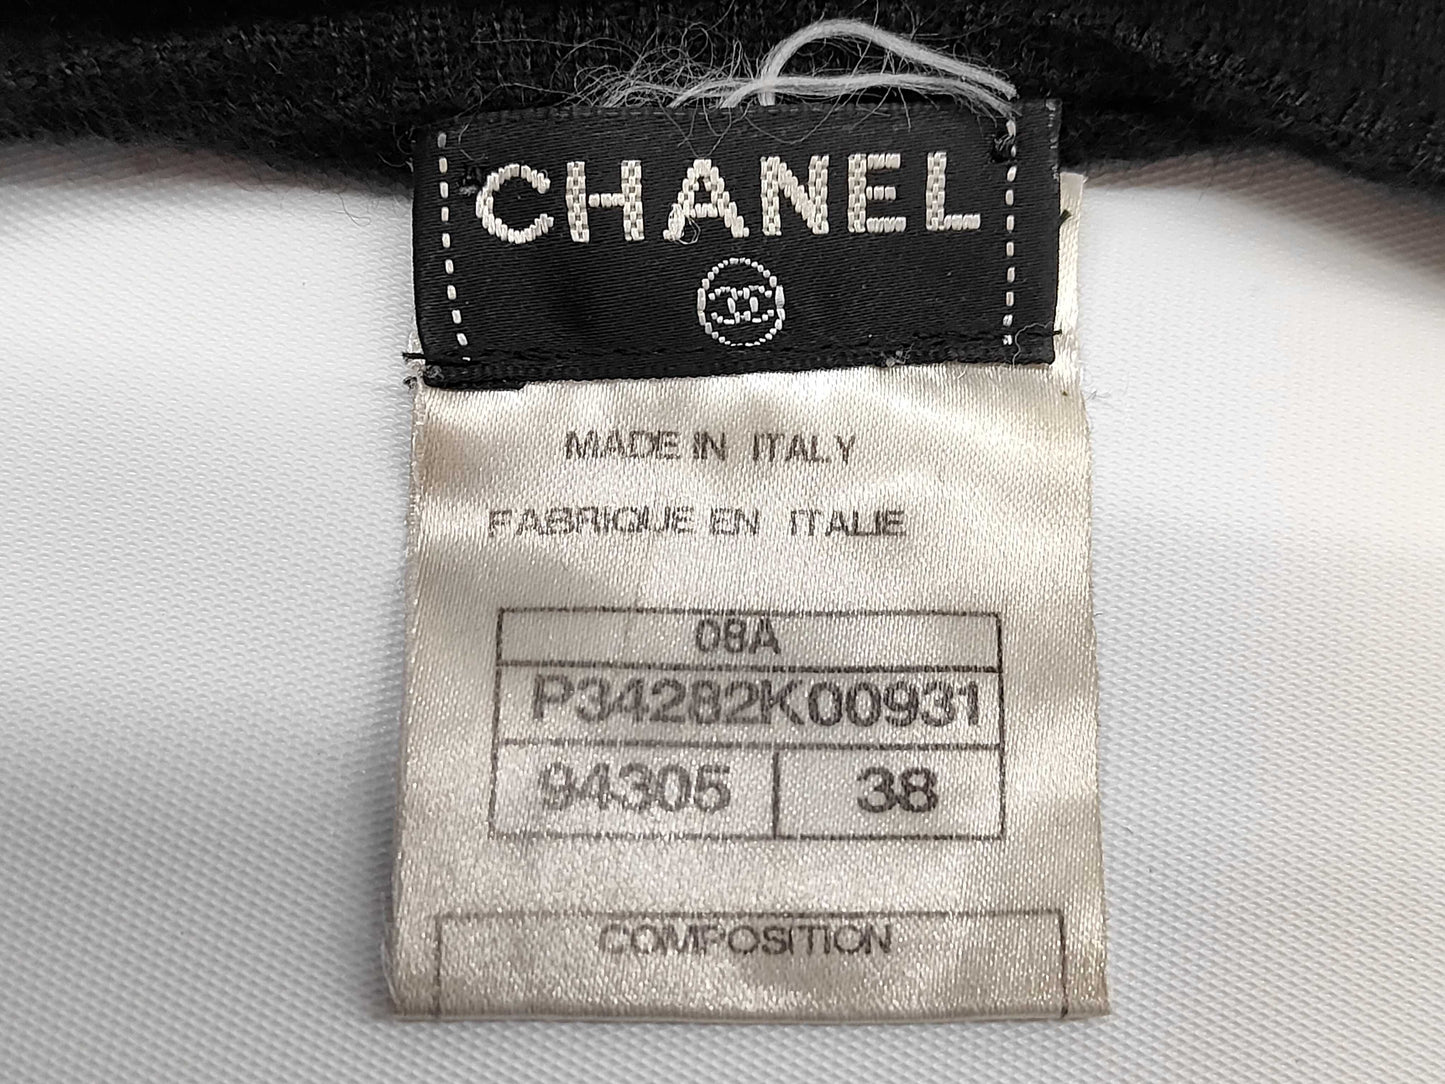 CHANEL
MADE IN ITALY
FABRIQUE EN ITALIE
08A
P34282K00931
94305 38
COMPOSITION